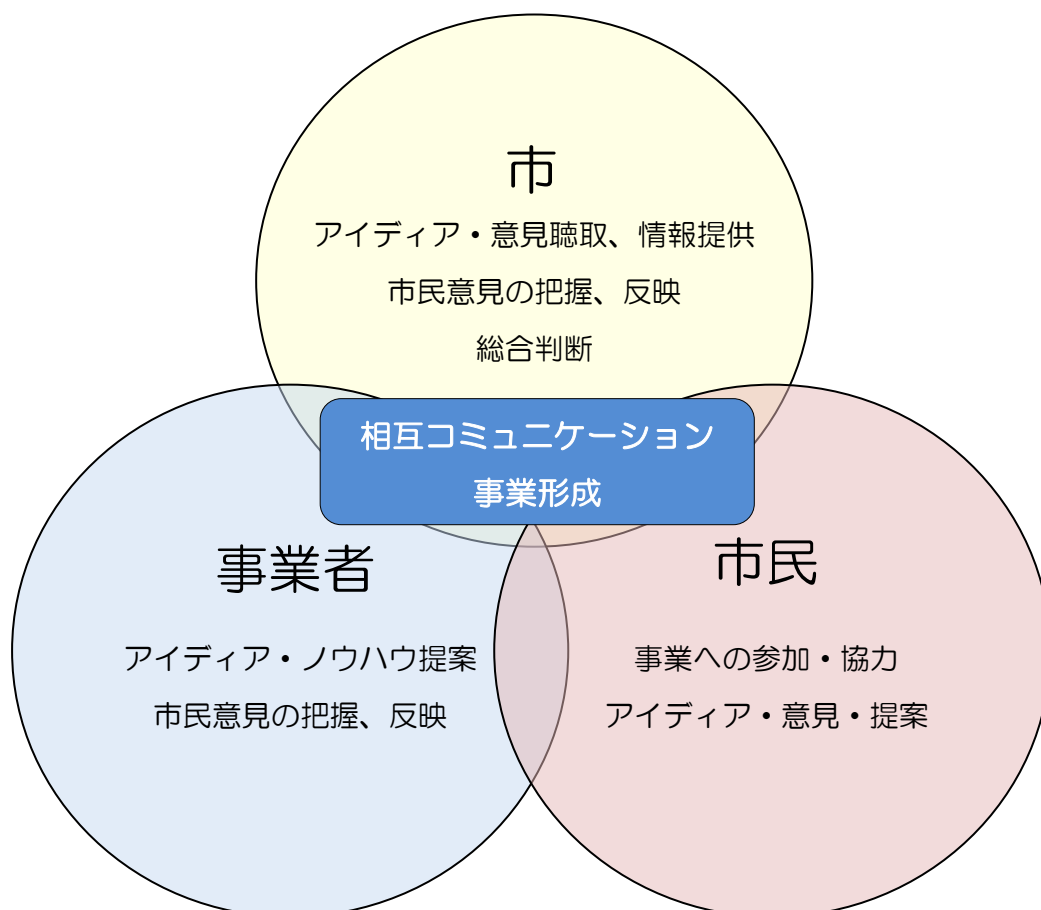 市
アイディア・意見聴取、情報提供
市民意見の把握、反映
総合判断
相互コミュニケーション
事業形成
事業者
アイディア・ノウハウ提案
市民意見の把握、反映
市民
事業への参加・協力
アイディア・意見・提案